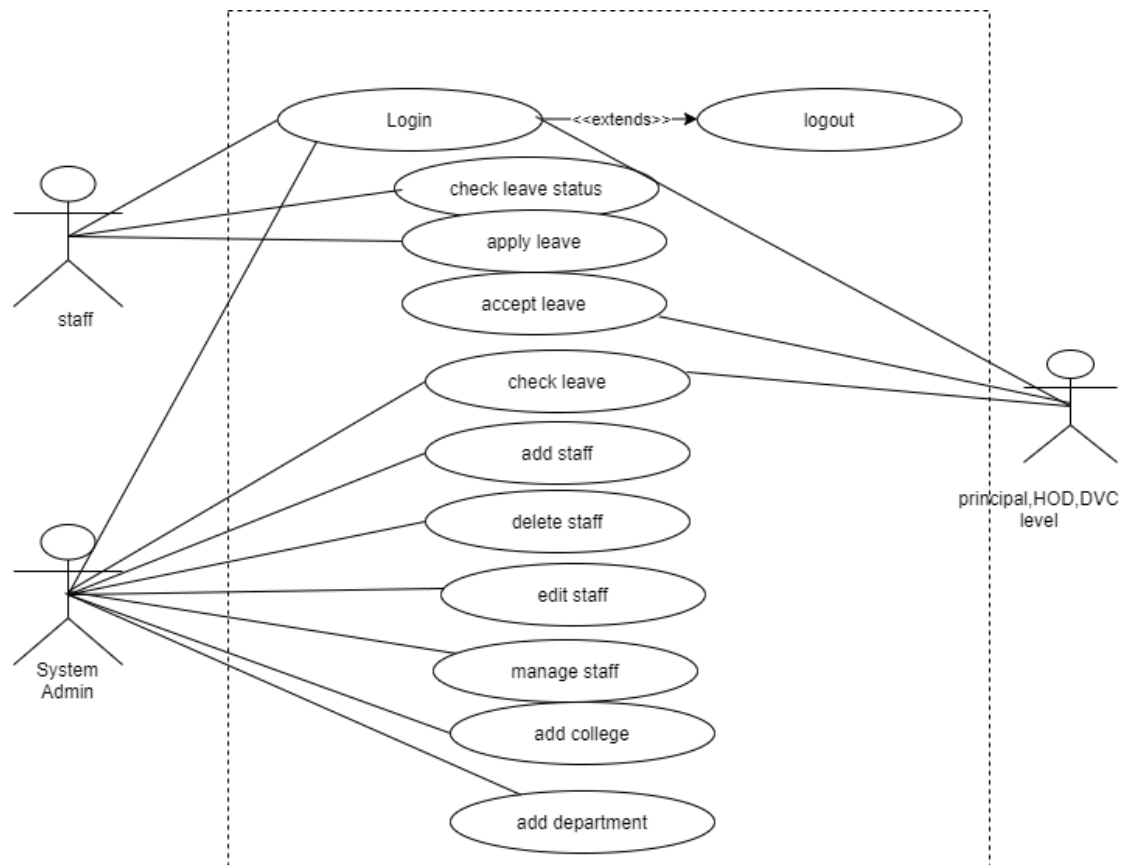 Login
<<extends>>
logout
check leave status
apply leave
accept leave
staff
check leave
add staff
principal,HOD,DVC
level
delete staff
edit staff
System
Admin
manage staff
add college
add department